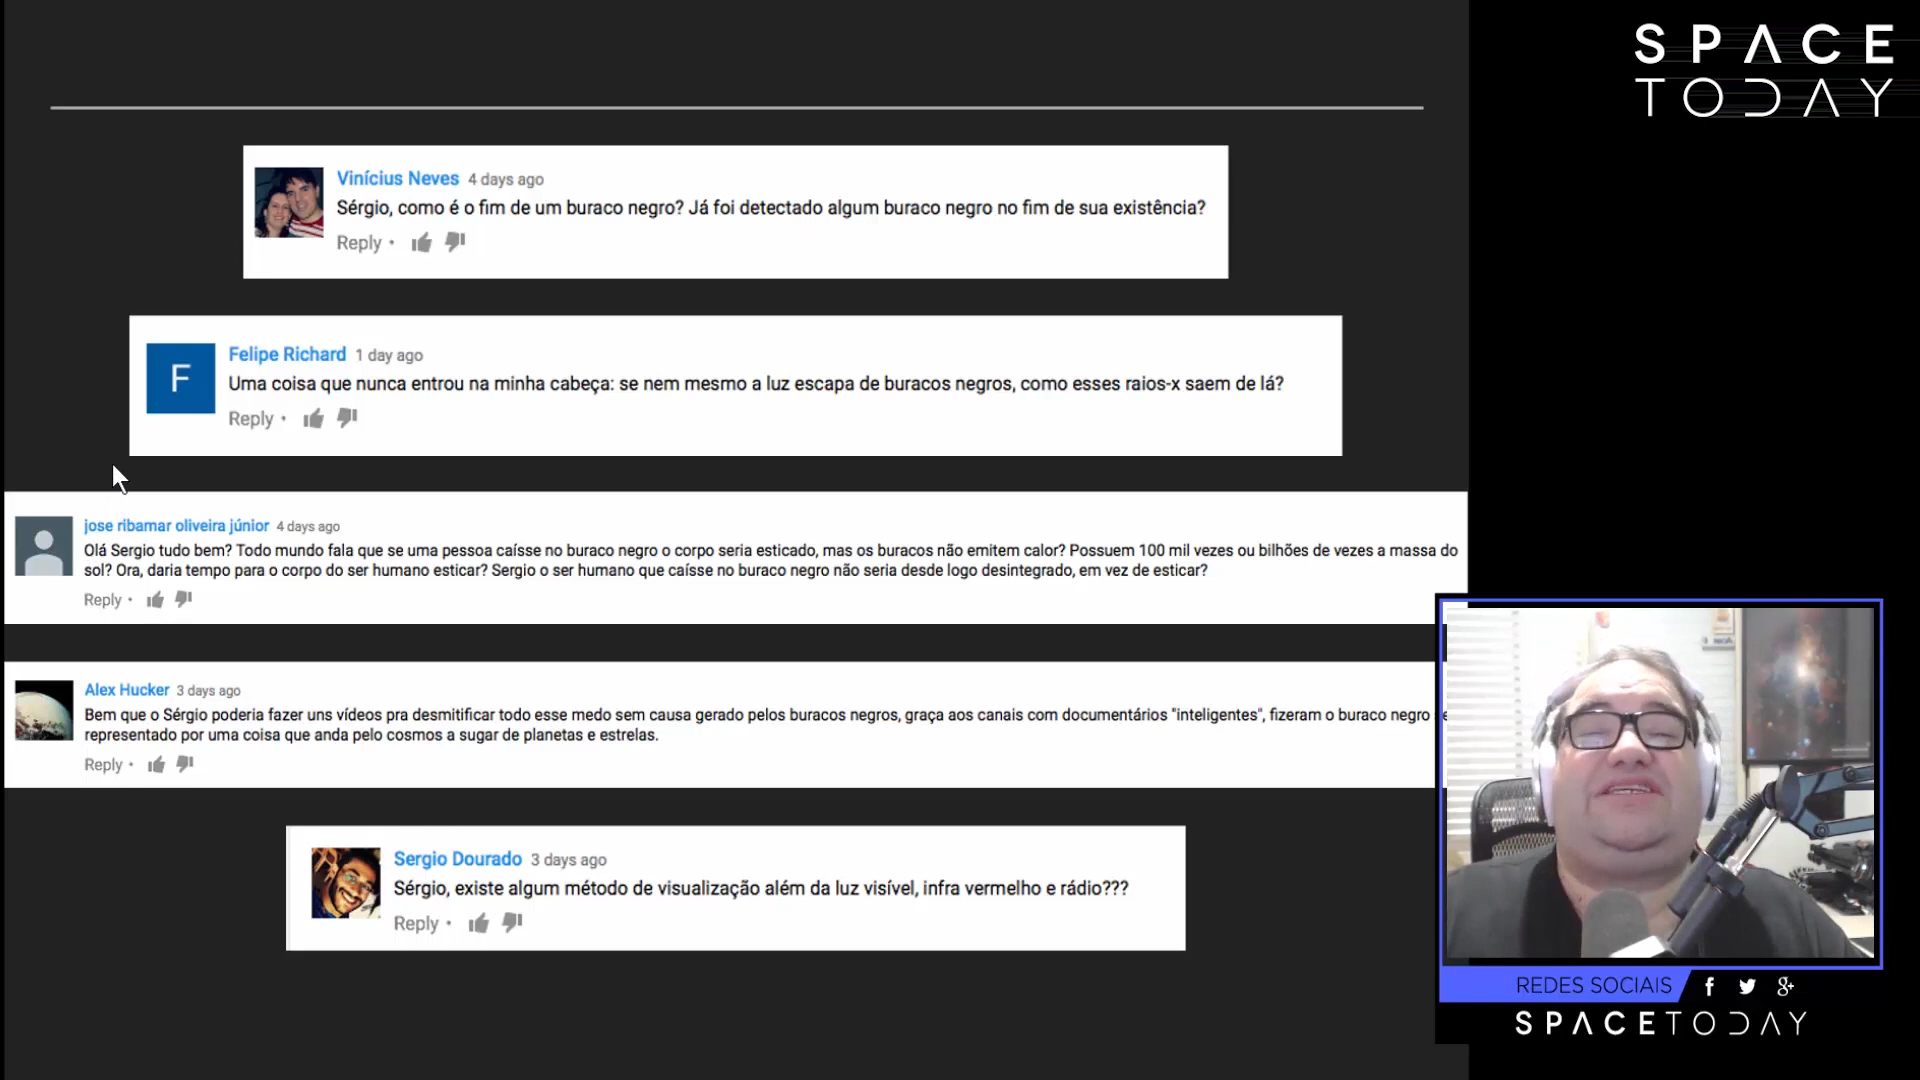 SPACE
TODAY
Vinícius Neves 4 days ago
Sérgio, como é o fim de um buraco negro? Já foi detectado algum buraco negro no fim de sua existência?
Reply •
F
Felipe Richard 1 day ago
Uma coisa que nunca entrou na minha cabeça: se nem mesmo a luz escapa de buracos negros, como esses raios-x saem de lá?
Reply •
jose ribamar oliveira júnior 4 days ago
Olá Sergio tudo bem? Todo mundo fala que se uma pessoa caísse no buraco negro o corpo seria esticado, mas os buracos não emitem calor? Possuem 100 mil vezes ou bilhões de vezes a massa do
sol? Ora, daria tempo para o corpo do ser humano esticar? Sergio o ser humano que caísse no buraco negro não seria desde logo desintegrado, em vez de esticar?
Reply •
Alex Hucker 3 days ago
Bem que o Sérgio poderia fazer uns vídeos pra desmitificar todo esse medo sem causa gerado pelos buracos negros, graça aos canais com documentários "inteligentes", fizeram o buraco negro
representado por uma coisa que anda pelo cosmos a sugar de planetas e estrelas.
Reply •
Sergio Dourado 3 days ago
Sérgio, existe algum método de visualização além da luz visível, infra vermelho e rádio???
Reply •
REDES SOCIAIS f g+
SPACETODAY